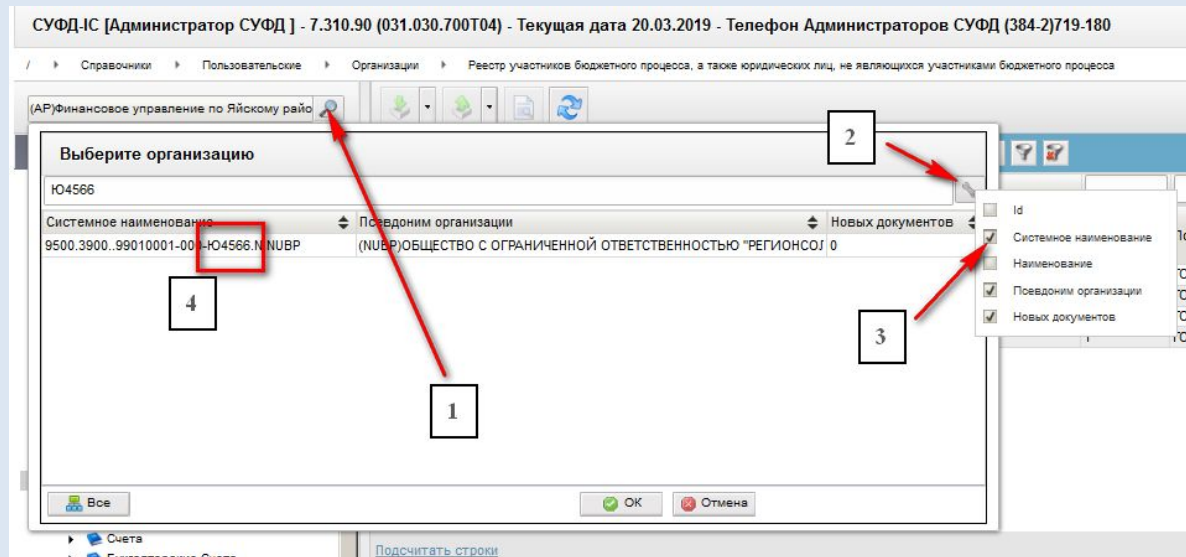 СУФД-IC [Администратор СУФД ] - 7.310.90 (031.030.700T04) - Текущая дата 20.03.2019 - Телефон Администраторов СУФД (384-2)719-180
/ Справочники Пользовательские Организации Реестр участников бюджетного процесса, а также юридических лиц, не являющихся участниками бюджетного процесса
(АР)Финансовое управление по Яйскому райо
2
Выберите организацию
Ю4566
Id
Системное наименование Псевдоним организации Новых документов
Системное наименование
9500.3900..99010001-000-Ю4566.N.NUBP (NUBP)ОБЩЕСТВО С ОГРАНИЧЕННОЙ ОТВЕТСТВЕННОСТЬЮ "РЕГИОНСОЛ 0
Наименование
Псевдоним организации
4
Новых документов
3
1
Все ОК Отмена
Счета
Бухгалтерские Счета
Подсчитать строки